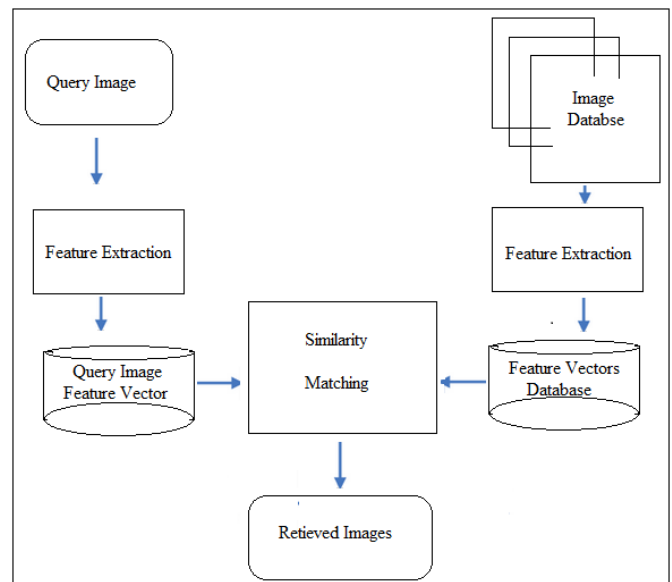 Query Image
Image
Databse
Feature Extraction
Feature Extraction
Query Image
Feature Vector
Similarity
Matching
Feature Vectors
Database
Retieved Images